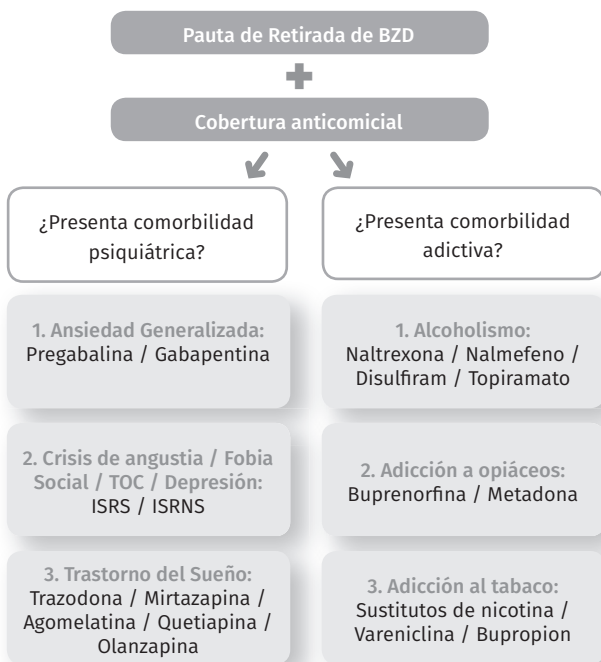 Pauta de Retirada de BZD
+
Cobertura anticomicial
¿Presenta comorbilidad
psiquiátrica?
1. Ansiedad Generalizada:
Pregabalina / Gabapentina
2. Crisis de angustia / Fobia
Social / TOC / Depresión:
ISRS / ISRNS
3. Trastorno del Sueño:
Trazodona / Mirtazapina /
Agomelatina / Quetiapina /
Olanzapina
¿Presenta comorbilidad
adictiva?
1. Alcoholismo:
Naltrexona / Nalmefeno /
Disulfiram / Topiramato
2. Adicción a opiáceos:
Buprenorfina / Metadona
3. Adicción al tabaco:
Sustitutos de nicotina /
Vareniclina / Bupropion